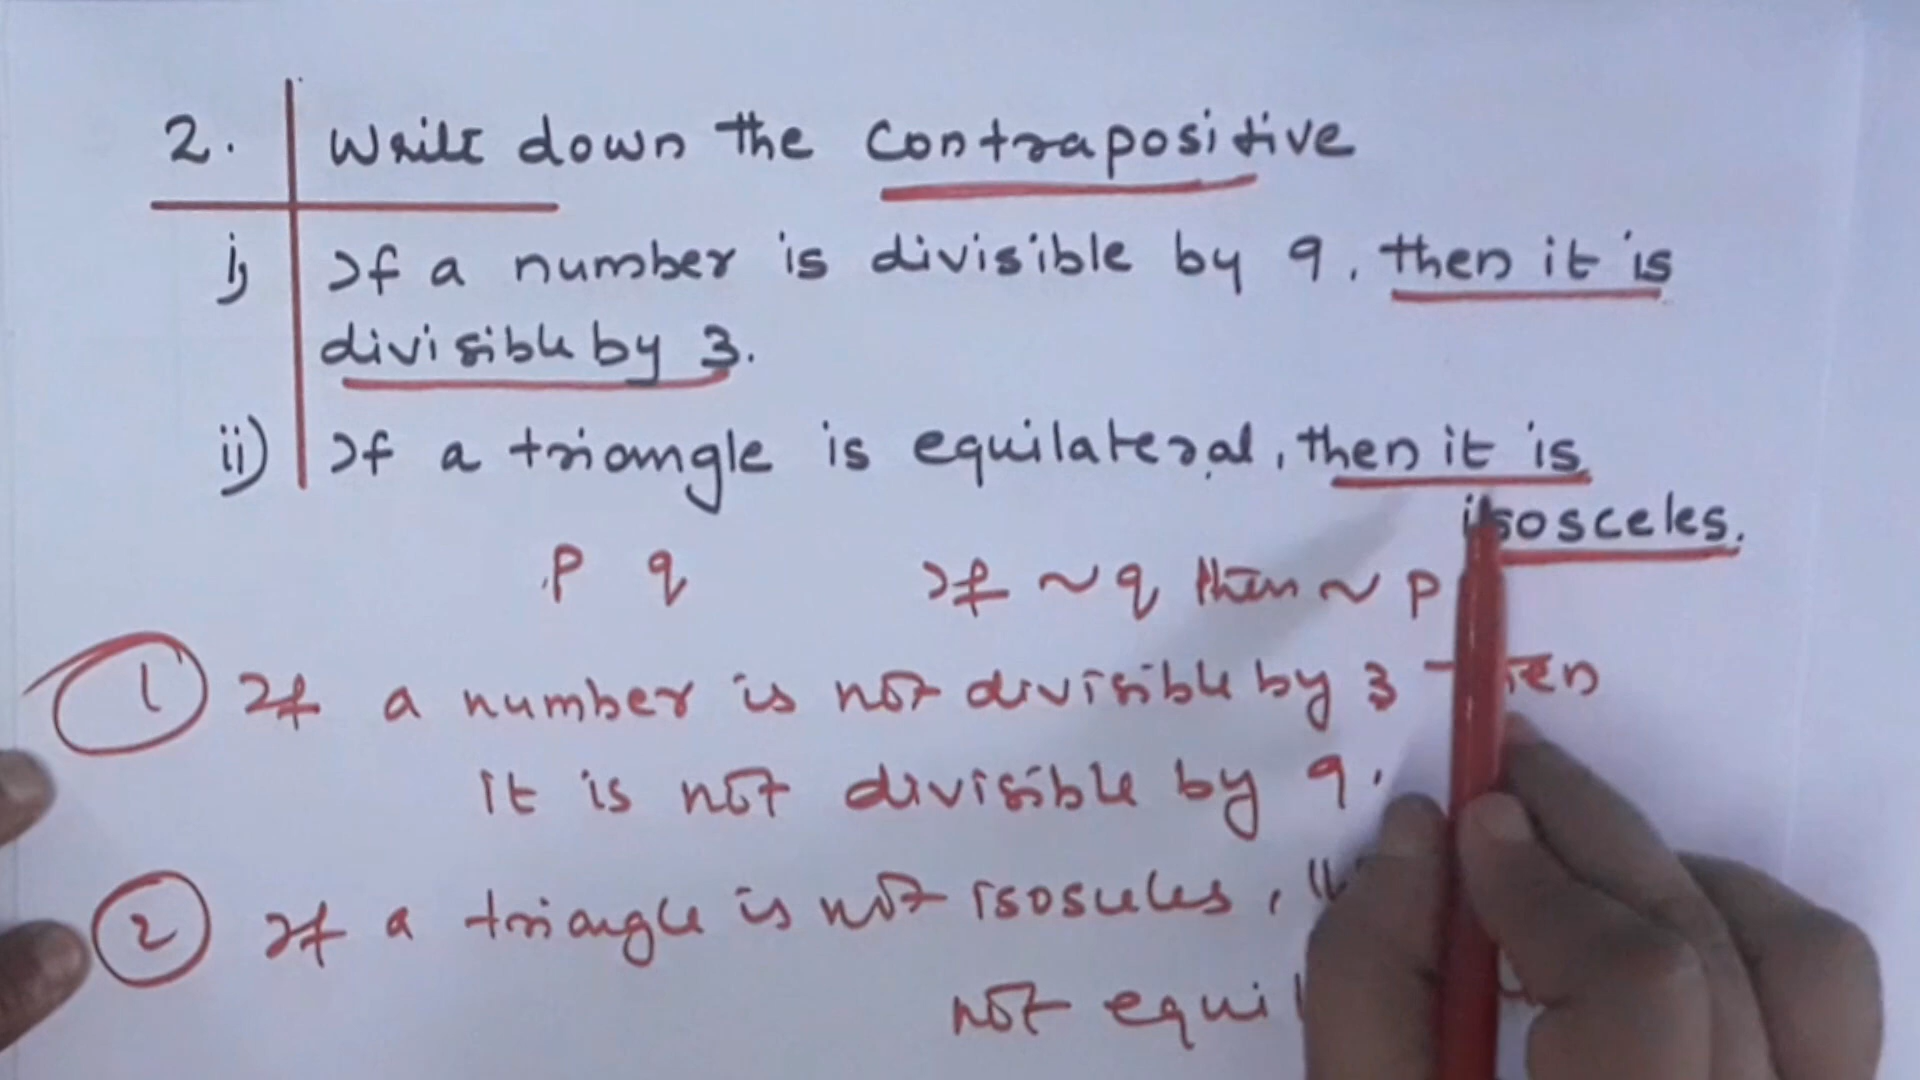 2. Write down the contrapositive
i) If a number is divisible by 9, then it is
divisible by 3.
ii) If a triangle is equilateral, then it is
isosceles.
p q If ~q then ~p
1 If a number is not divisible by 3
it is not divisible by 9.
2 If a triangle is not isosceles,
not